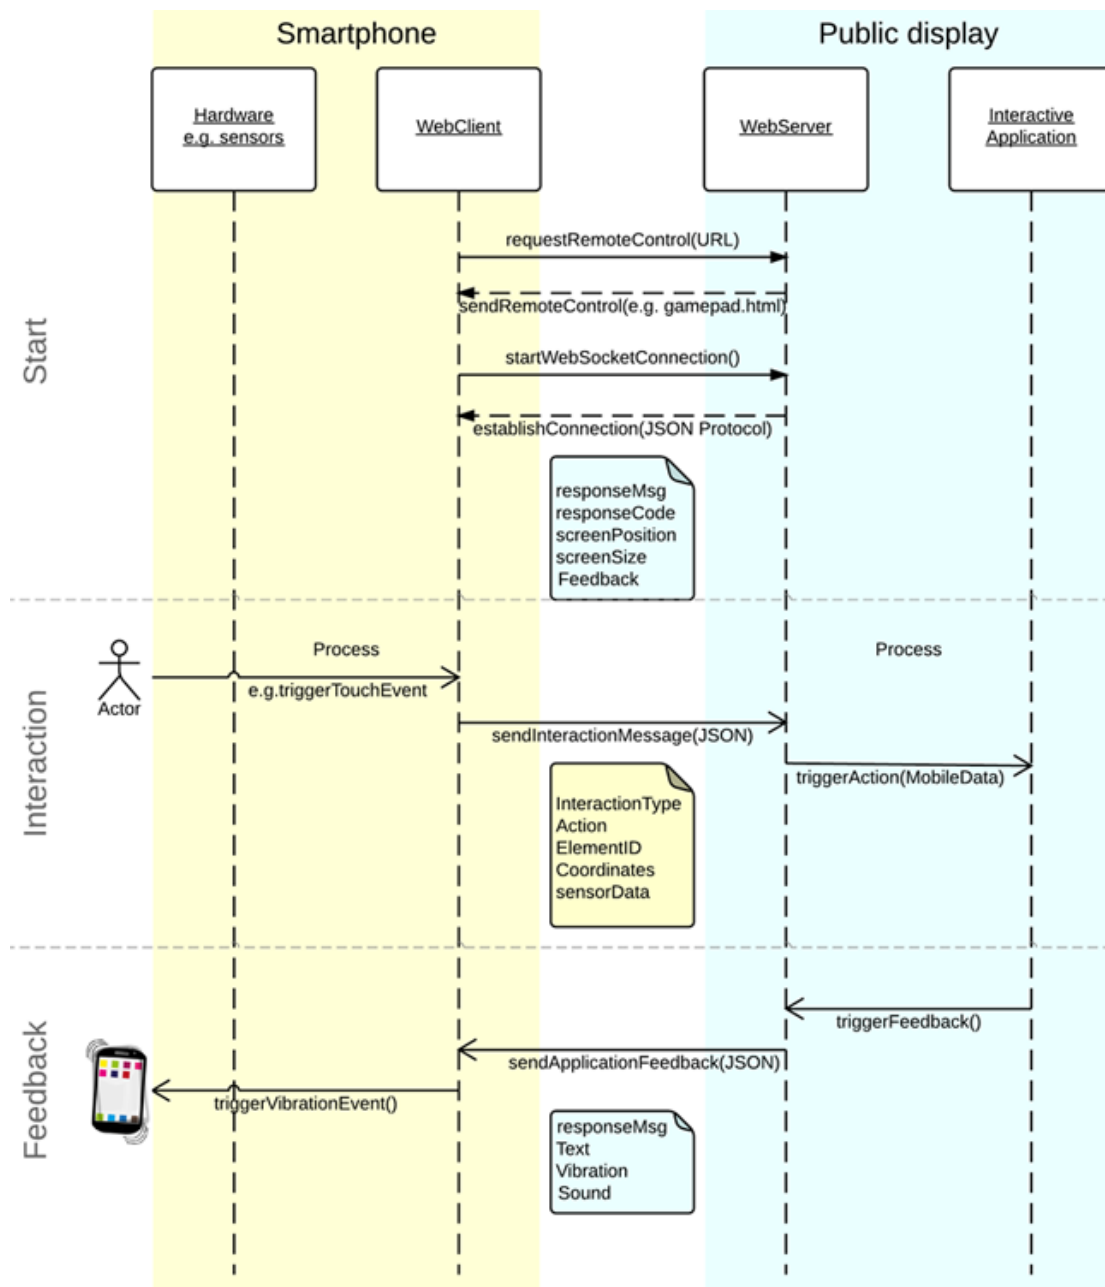 Smartphone
Public display
Hardware
e.g. sensors
WebClient
WebServer
Interactive
Application
Start
requestRemoteControl(URL)
sendRemoteControl(e.g. gamepad.html)
startWebSocketConnection()
establishConnection(JSON Protocol)
responseMsg
responseCode
screenPosition
screenSize
Feedback
Interaction
Actor
Process
Process
e.g.triggerTouchEvent
sendInteractionMessage(JSON)
triggerAction(MobileData)
InteractionType
Action
ElementID
Coordinates
sensorData
Feedback
triggerFeedback()
sendApplicationFeedback(JSON)
triggerVibrationEvent()
responseMsg
Text
Vibration
Sound